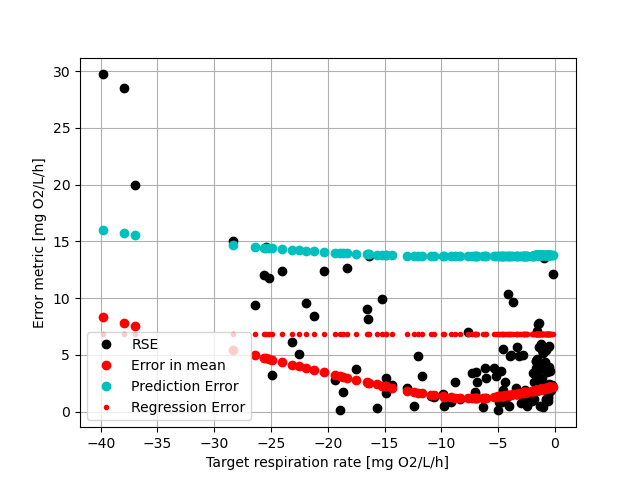 30
25
20
15
10
5
0
Error metric [mg O2/L/h]
RSE
Error in mean
Prediction Error
Regression Error
−40 −35 −30 −25 −20 −15 −10 −5 0
Target respiration rate [mg O2/L/h]